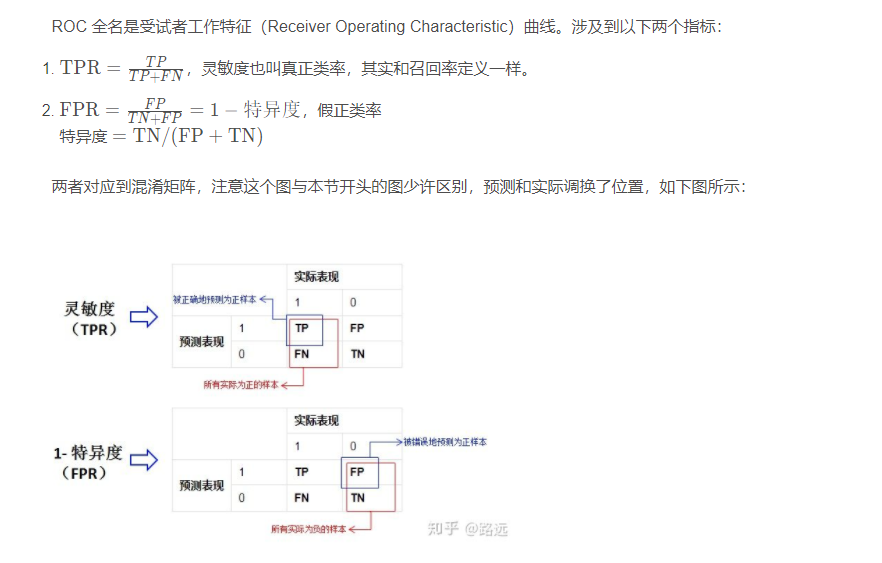 ROC 全名是受试者工作特征（Receiver Operating Characteristic）曲线。涉及到以下两个指标：
1. TPR = TP/TP+FN，灵敏度也叫真正类率，其实和召回率定义一样。
2. FPR = FP/TN+FP = 1 − 特异度，假正类率
特异度 = TN/(FP + TN)
两者对应到混淆矩阵，注意这个图与本节开头的图少许区别，预测和实际调换了位置，如下图所示：
实际表现
被正确地预测为正样本
1 0
灵敏度
（TPR）
预测表现
1 TP FP
0 FN TN
所有实际为正的样本
实际表现
1 0
被错误地预测为正样本
1-特异度
（FPR）
预测表现
1 TP FP
0 FN TN
所有实际为负的样本
知乎 @路远